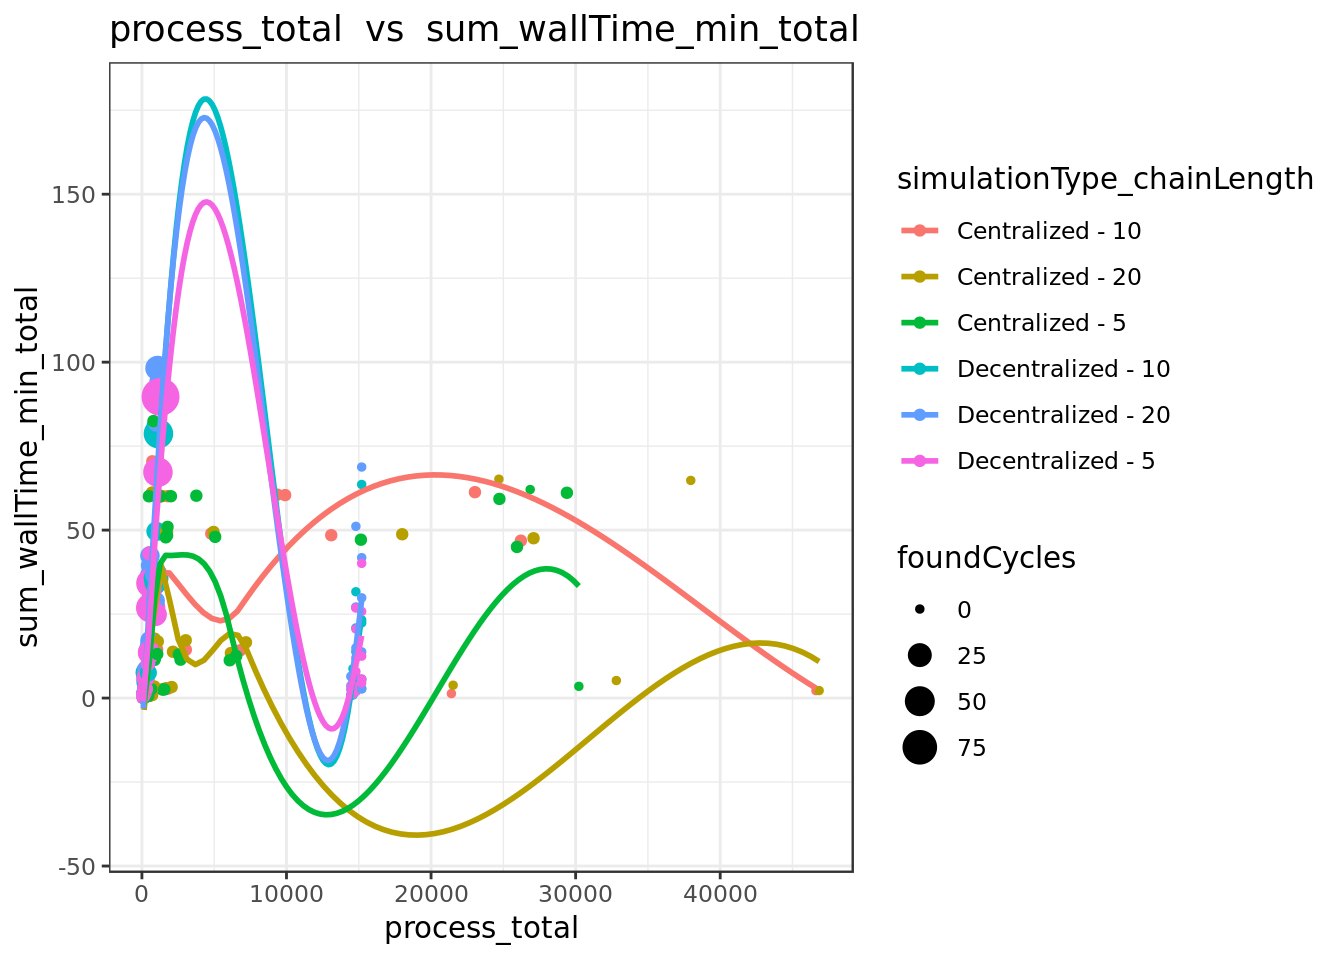 process_total  vs  sum_wallTime_min_total
sum_wallTime_min_total
150
100
50
0
-50
0
10000
20000
30000
40000
process_total
simulationType_chainLength
Centralized - 10
Centralized - 20
Centralized - 5
Decentralized - 10
Decentralized - 20
Decentralized - 5
foundCycles
0
25
50
75